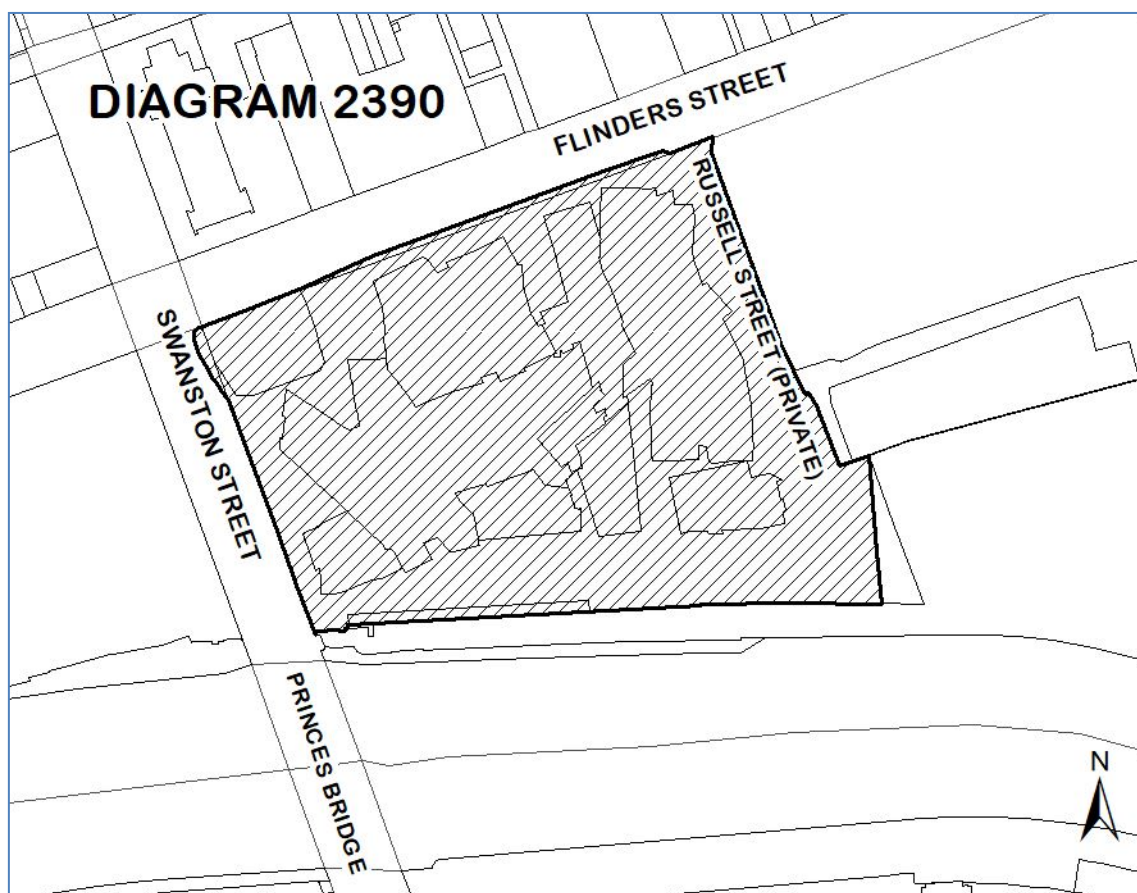 DIAGRAM 2390
FLINDERS STREET
RUSSELL STREET (PRIVATE)
SWANSTON STREET
PRINCES BRIDGE
N